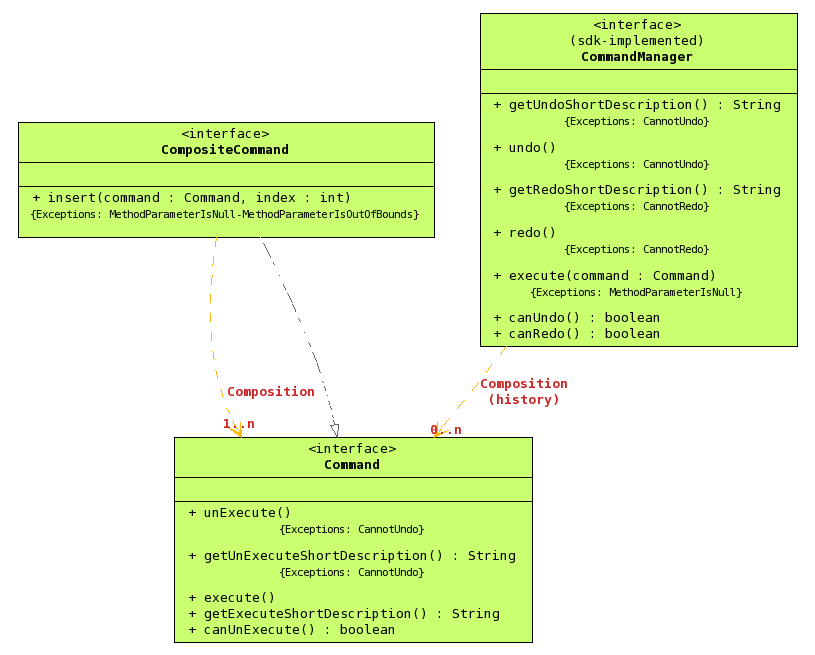 <interface>
(sdk-implemented)
CommandManager
+ getUndoShortDescription() : String
{Exceptions: CannotUndo}
+ undo()
{Exceptions: CannotUndo}
+ getRedoShortDescription() : String
{Exceptions: CannotRedo}
+ redo()
{Exceptions: CannotRedo}
+ execute(command : Command)
{Exceptions: MethodParameterIsNull}
+ canUndo() : boolean
+ canRedo() : boolean
<interface>
CompositeCommand
+ insert(command : Command, index : int)
{Exceptions: MethodParameterIsNull-MethodParameterIsOutOfBounds}
Composition
1..n
Composition
(history)
0..n
<interface>
Command
+ unExecute()
{Exceptions: CannotUndo}
+ getUnExecuteShortDescription() : String
{Exceptions: CannotUndo}
+ execute()
+ getExecuteShortDescription() : String
+ canUnExecute() : boolean